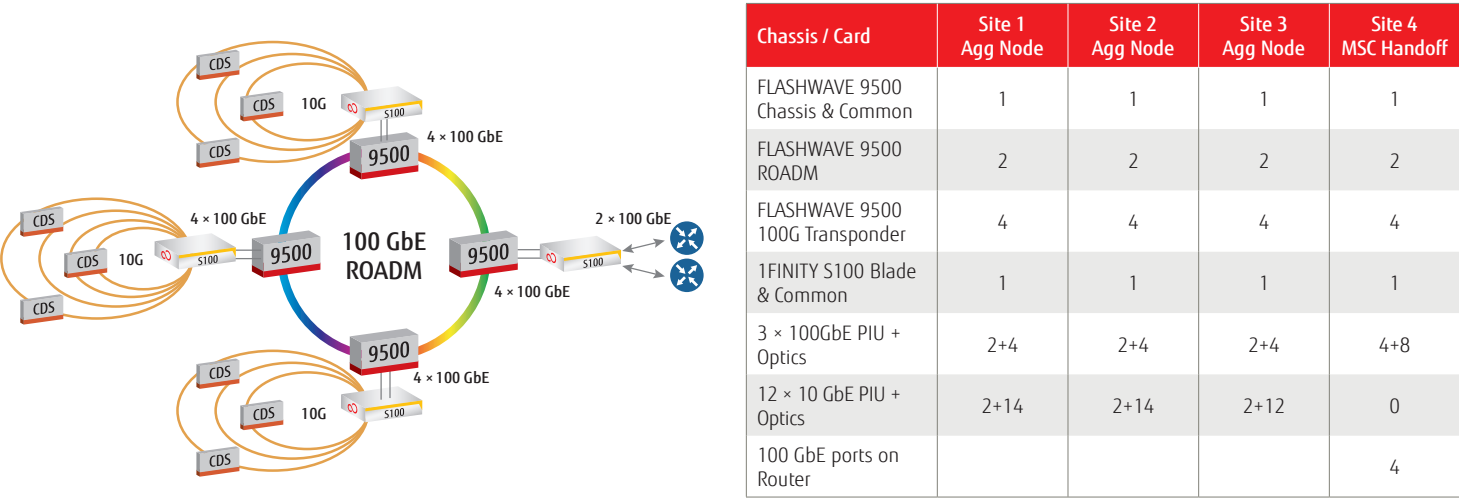 CDS
CDS
10G
S100
CDS
4 × 100 GbE
9500
CDS
4 × 100 GbE
2 × 100 GbE
CDS
10G
S100
9500
100 GbE
ROADM
9500
S100
CDS
4 × 100 GbE
9500
CDS
4 × 100 GbE
CDS
10G
S100
CDS
Chassis / Card
Site 1
Agg Node
Site 2
Agg Node
Site 3
Agg Node
Site 4
MSC Handoff
FLASHWAVE 9500
Chassis & Common
1
1
1
1
FLASHWAVE 9500
ROADM
2
2
2
2
FLASHWAVE 9500
100G Transponder
4
4
4
4
1FINITY S100 Blade
& Common
1
1
1
1
3 × 100GbE PIU +
Optics
2+4
2+4
2+4
4+8
12 × 10 GbE PIU +
Optics
2+14
2+14
2+12
0
100 GbE ports on
Router
4